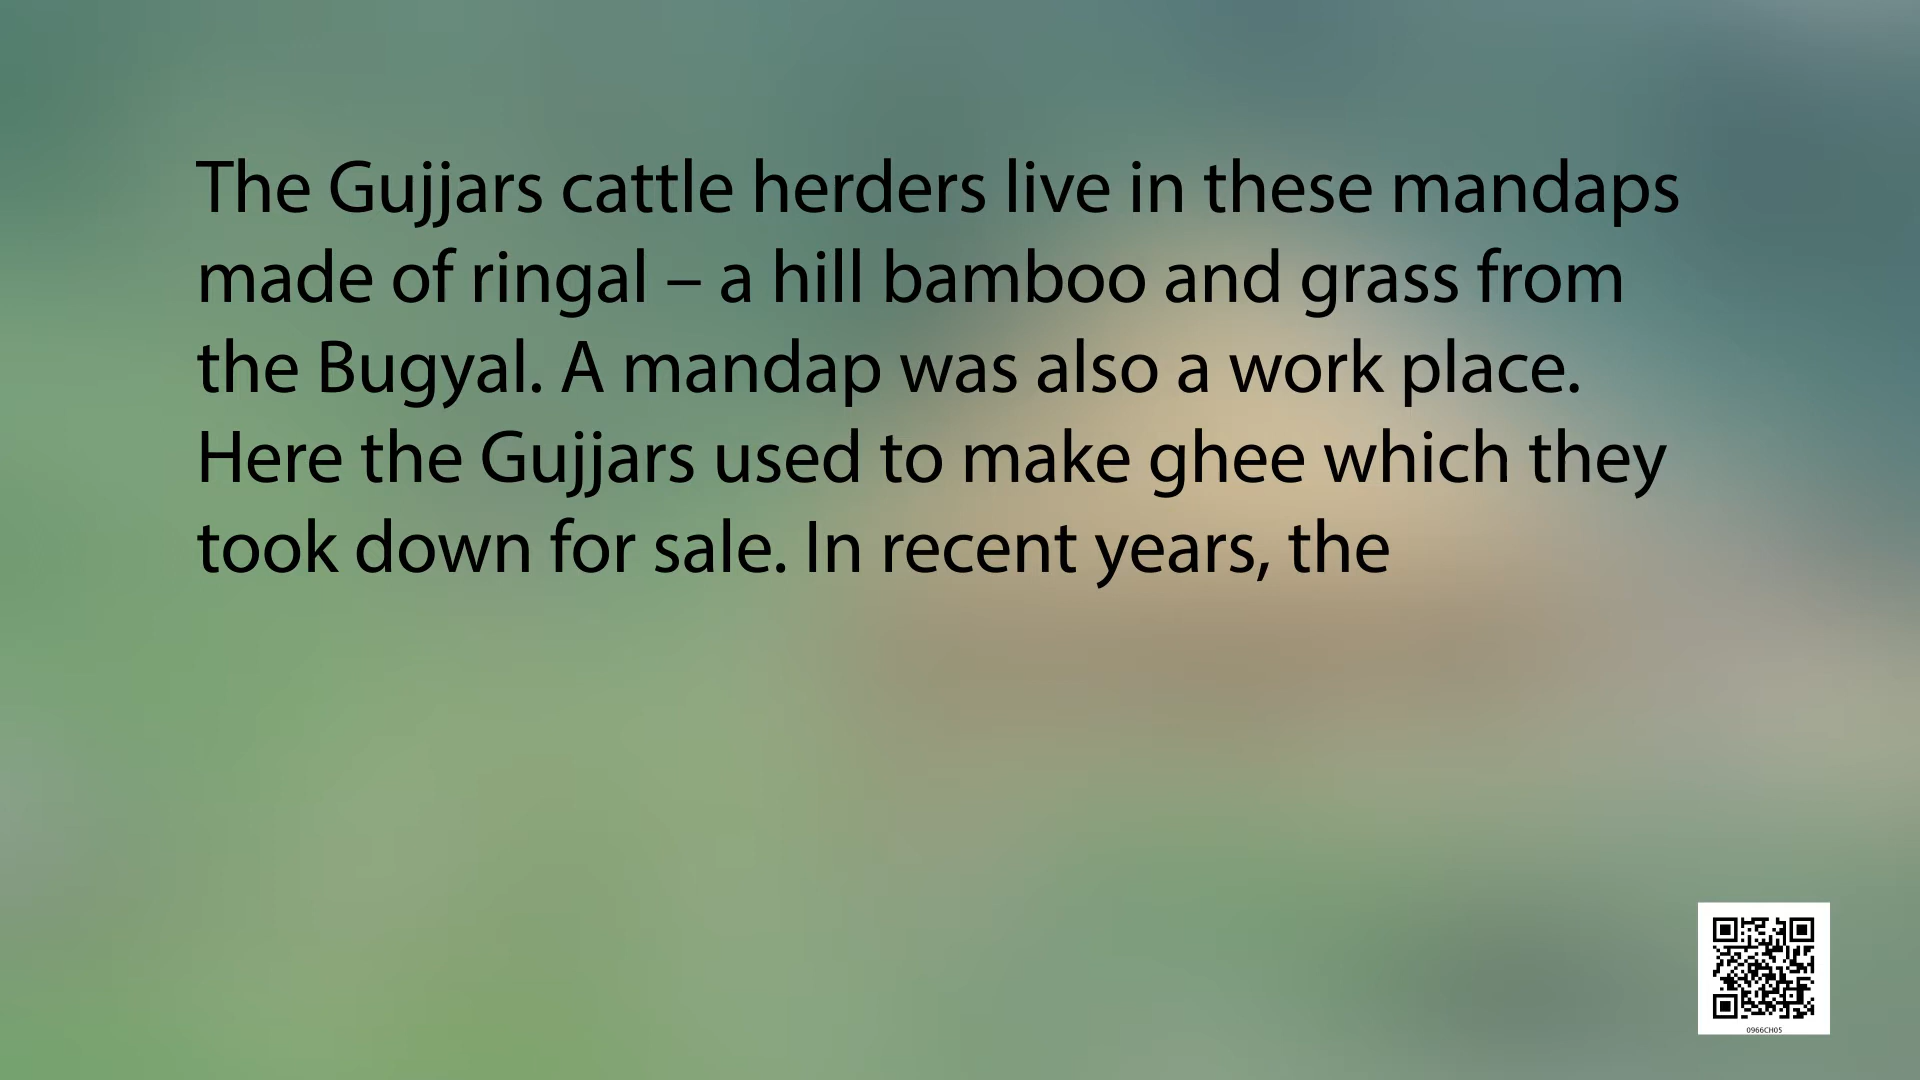 The Gujjars cattle herders live in these mandaps
made of ringal – a hill bamboo and grass from
the Bugyal. A mandap was also a work place.
Here the Gujjars used to make ghee which they
took down for sale. In recent years, the
0966CH05